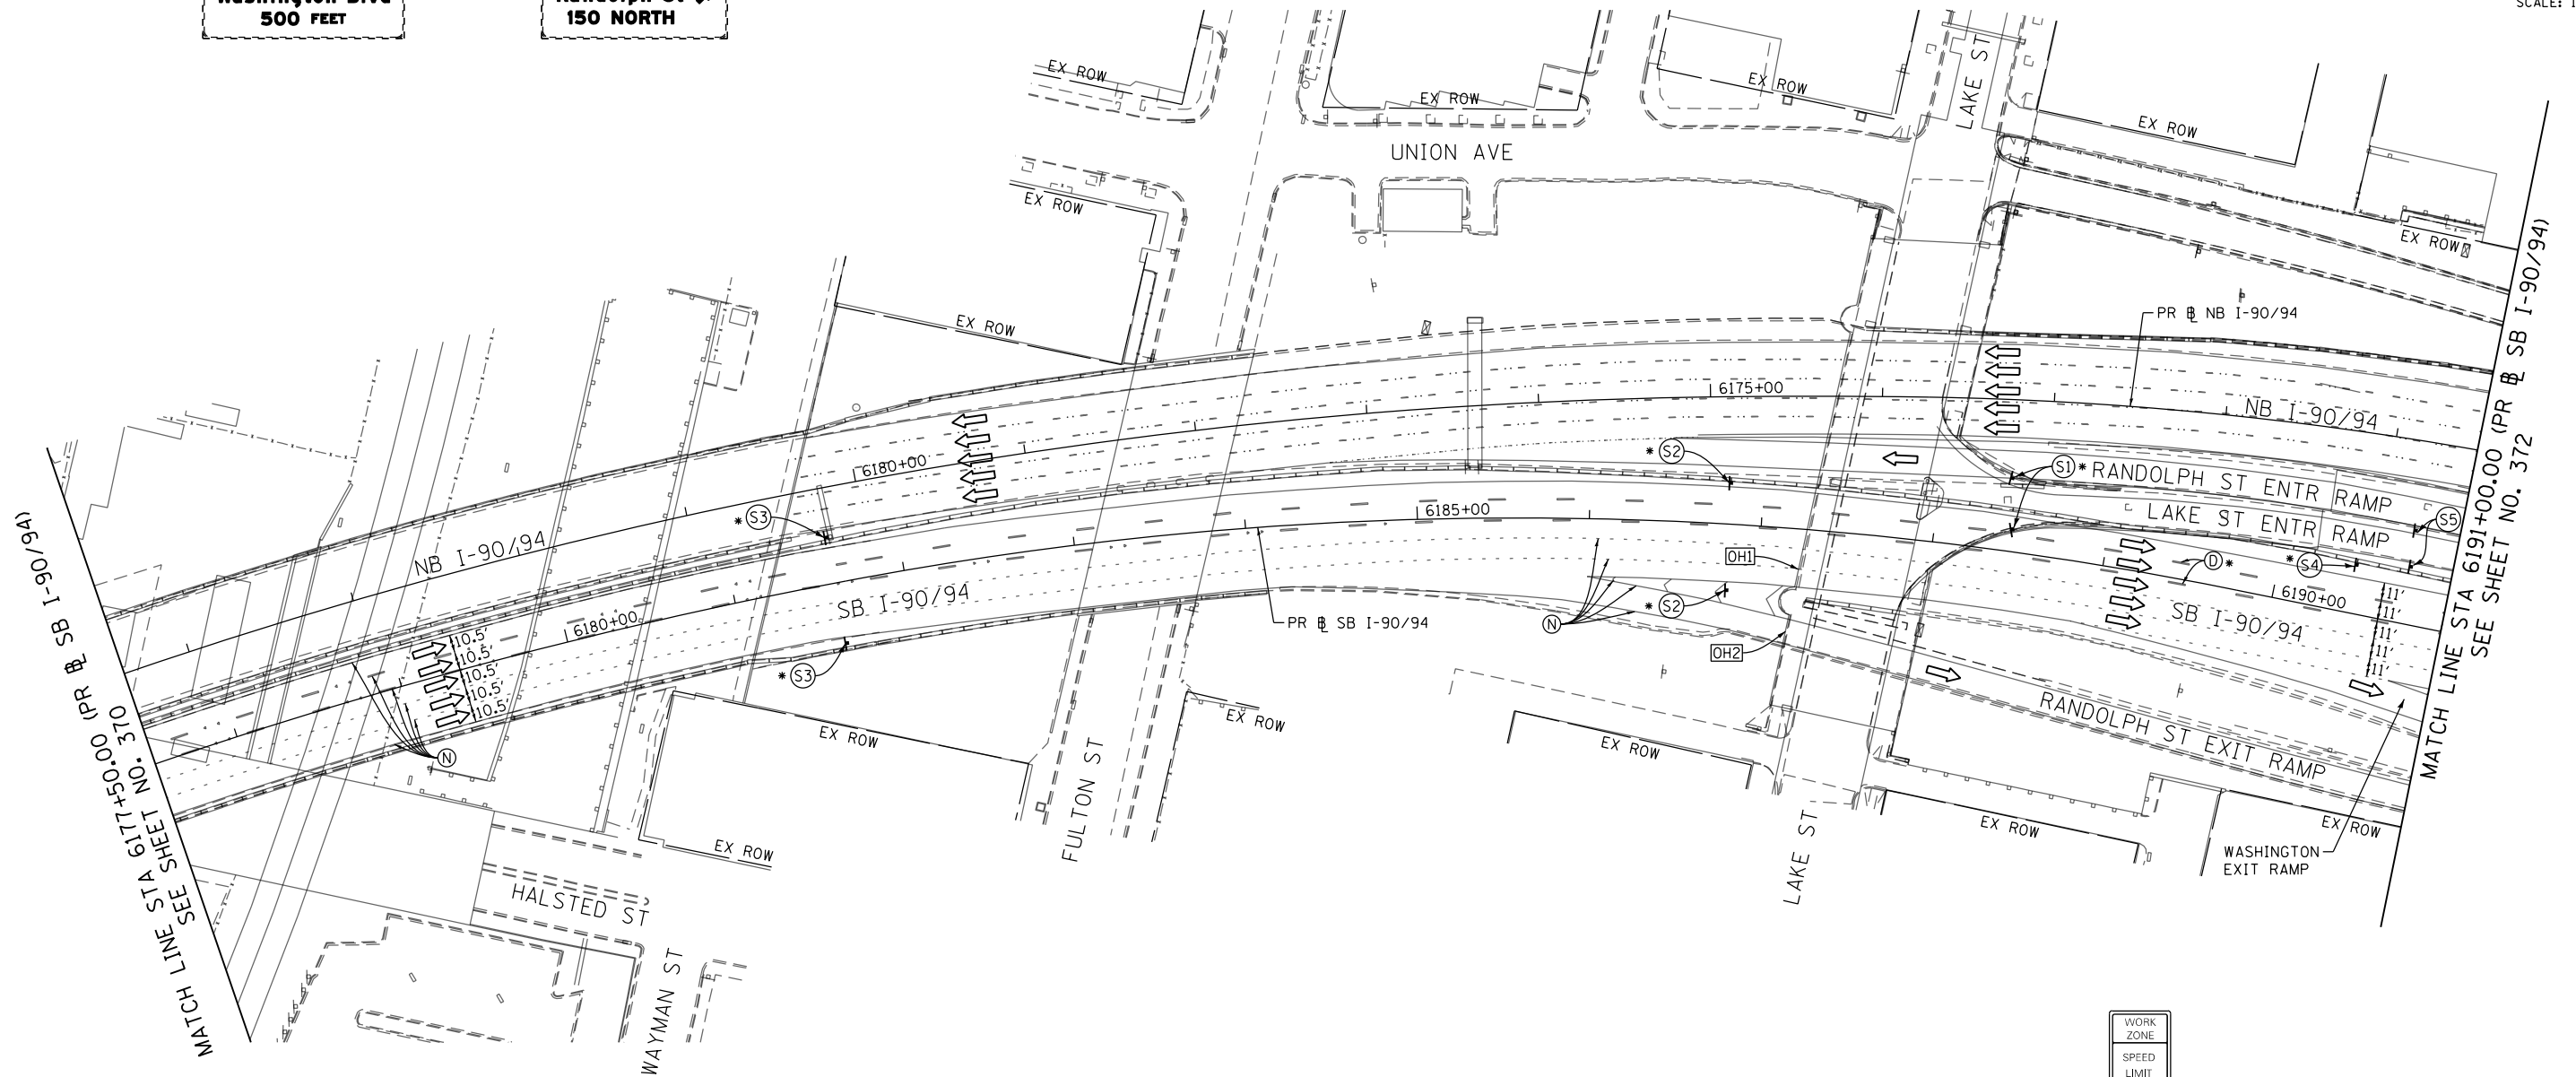 Washington Blvd
500 FEET
Randolph St
150 NORTH
SCALE:
EX ROW
EX ROW
EX ROW
LAKE ST
EX ROW
UNION AVE
EX ROW
EX ROW
EX ROW
PR BL NB I-90/94
6175+00
NB I-90/94
6180+00
* S2
S1 *
RANDOLPH ST ENTR RAMP
LAKE ST ENTR RAMP
S5
* S3
6185+00
NB I-90/94
OH1
D *
* S4
6190+00
SB I-90/94
11'
11'
11'
11'
11'
SB I-90/94
6180+00
10.5'
10.5'
10.5'
10.5'
10.5'
PR BL SB I-90/94
N
* S2
OH2
* S3
N
EX ROW
EX ROW
EX ROW
RANDOLPH ST EXIT RAMP
FULTON ST
LAKE ST
EX ROW
EX ROW
EX ROW
WASHINGTON
EXIT RAMP
HALSTED ST
WAYMAN ST
MATCH LINE STA 6177+50.00 (PR BL SB I-90/94)
SEE SHEET NO. 370
MATCH LINE STA 6191+00.00 (PR BL SB I-90/94)
SEE SHEET NO. 372
WORK
ZONE
SPEED
LIMIT